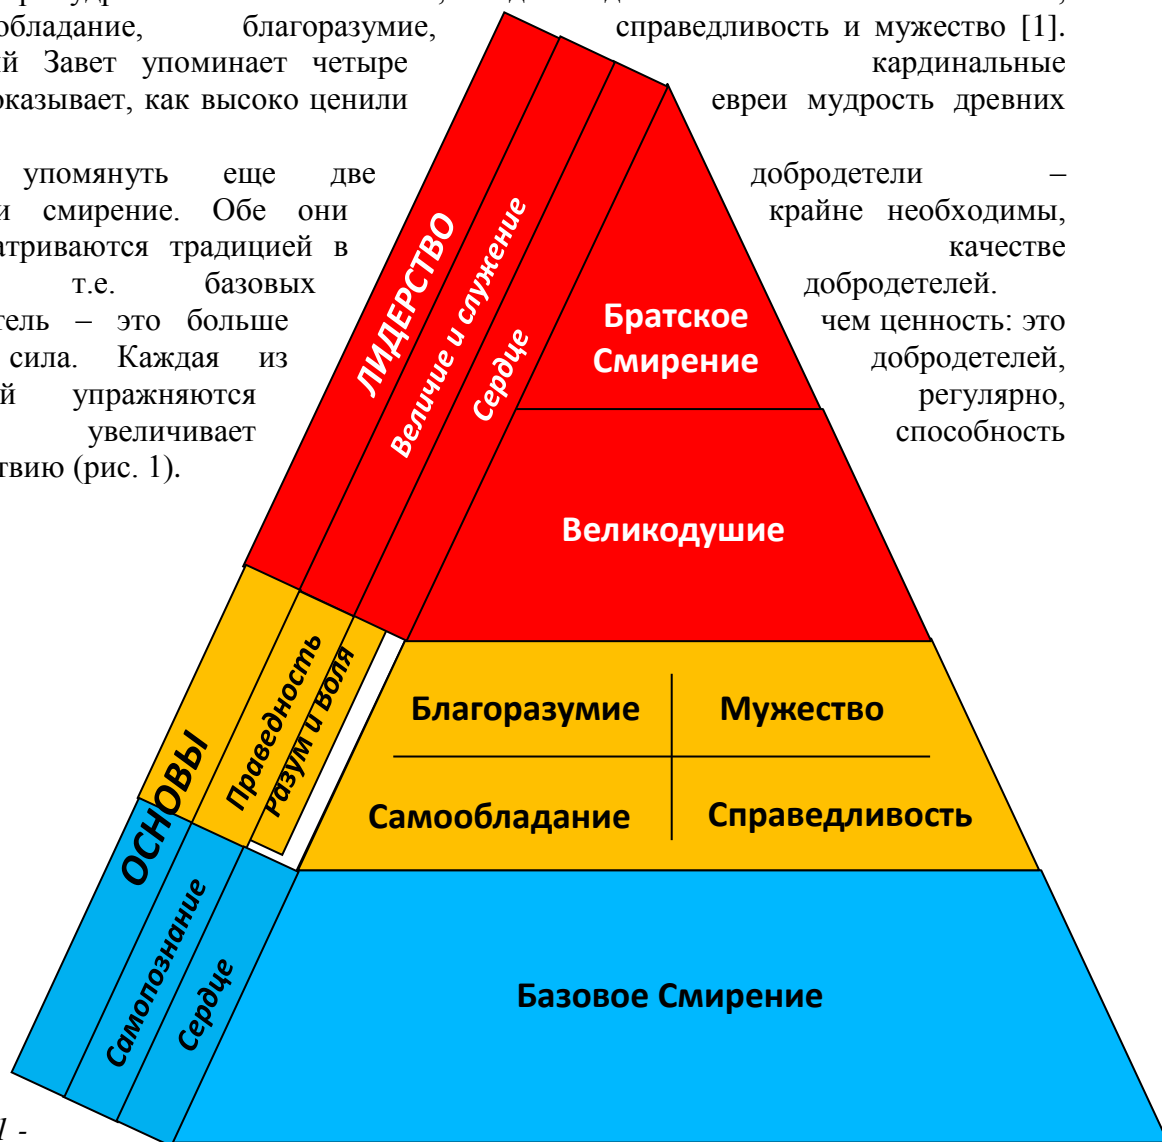 обладание, благоразумие, справедливость и мужество [1].
ий Завет упоминает четыре кардинальные
оказывает, как высоко ценили евреи мудрость древних
упомянуть еще две добродетели –
и смирение. Обе они крайне необходимы,
атриваются традицией в качестве
т.е. базовых добродетелей.
тель – это больше чем ценность: это
сила. Каждая из добродетелей,
й упражняются регулярно,
увеличивает способность
твию (рис. 1).
ЛИДЕРСТВО
Величие и служение
Сердце
Братское
Смирение
Великодушие
ОСНОВЫ
Праведность
Разум и воля
Благоразумие Мужество
Самообладание Справедливость
Самопознание
Сердце
Базовое Смирение
1 -